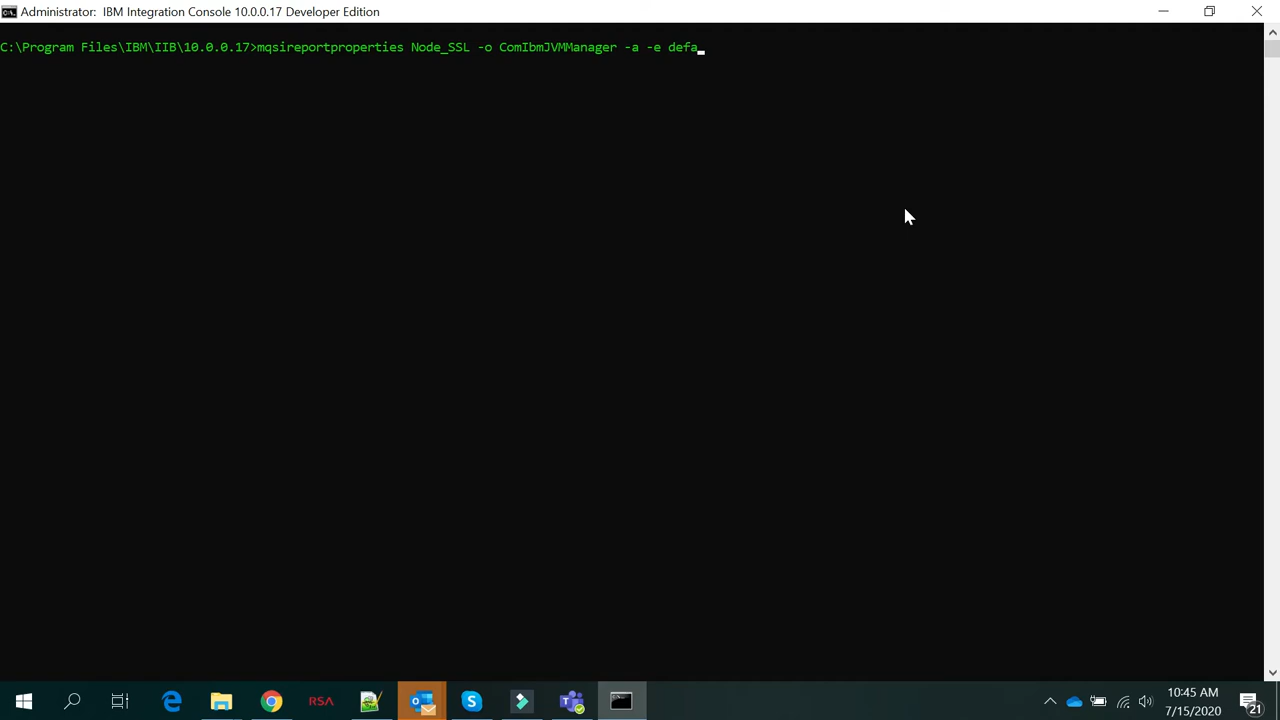 Administrator: IBM Integration Console 10.0.0.17 Developer Edition
C:\Program Files\IBM\IIB\10.0.0.17>mqsireportproperties Node_SSL -o ComIbmJVMManager -a -e defa_
RSA
10:45 AM
7/15/2020
21